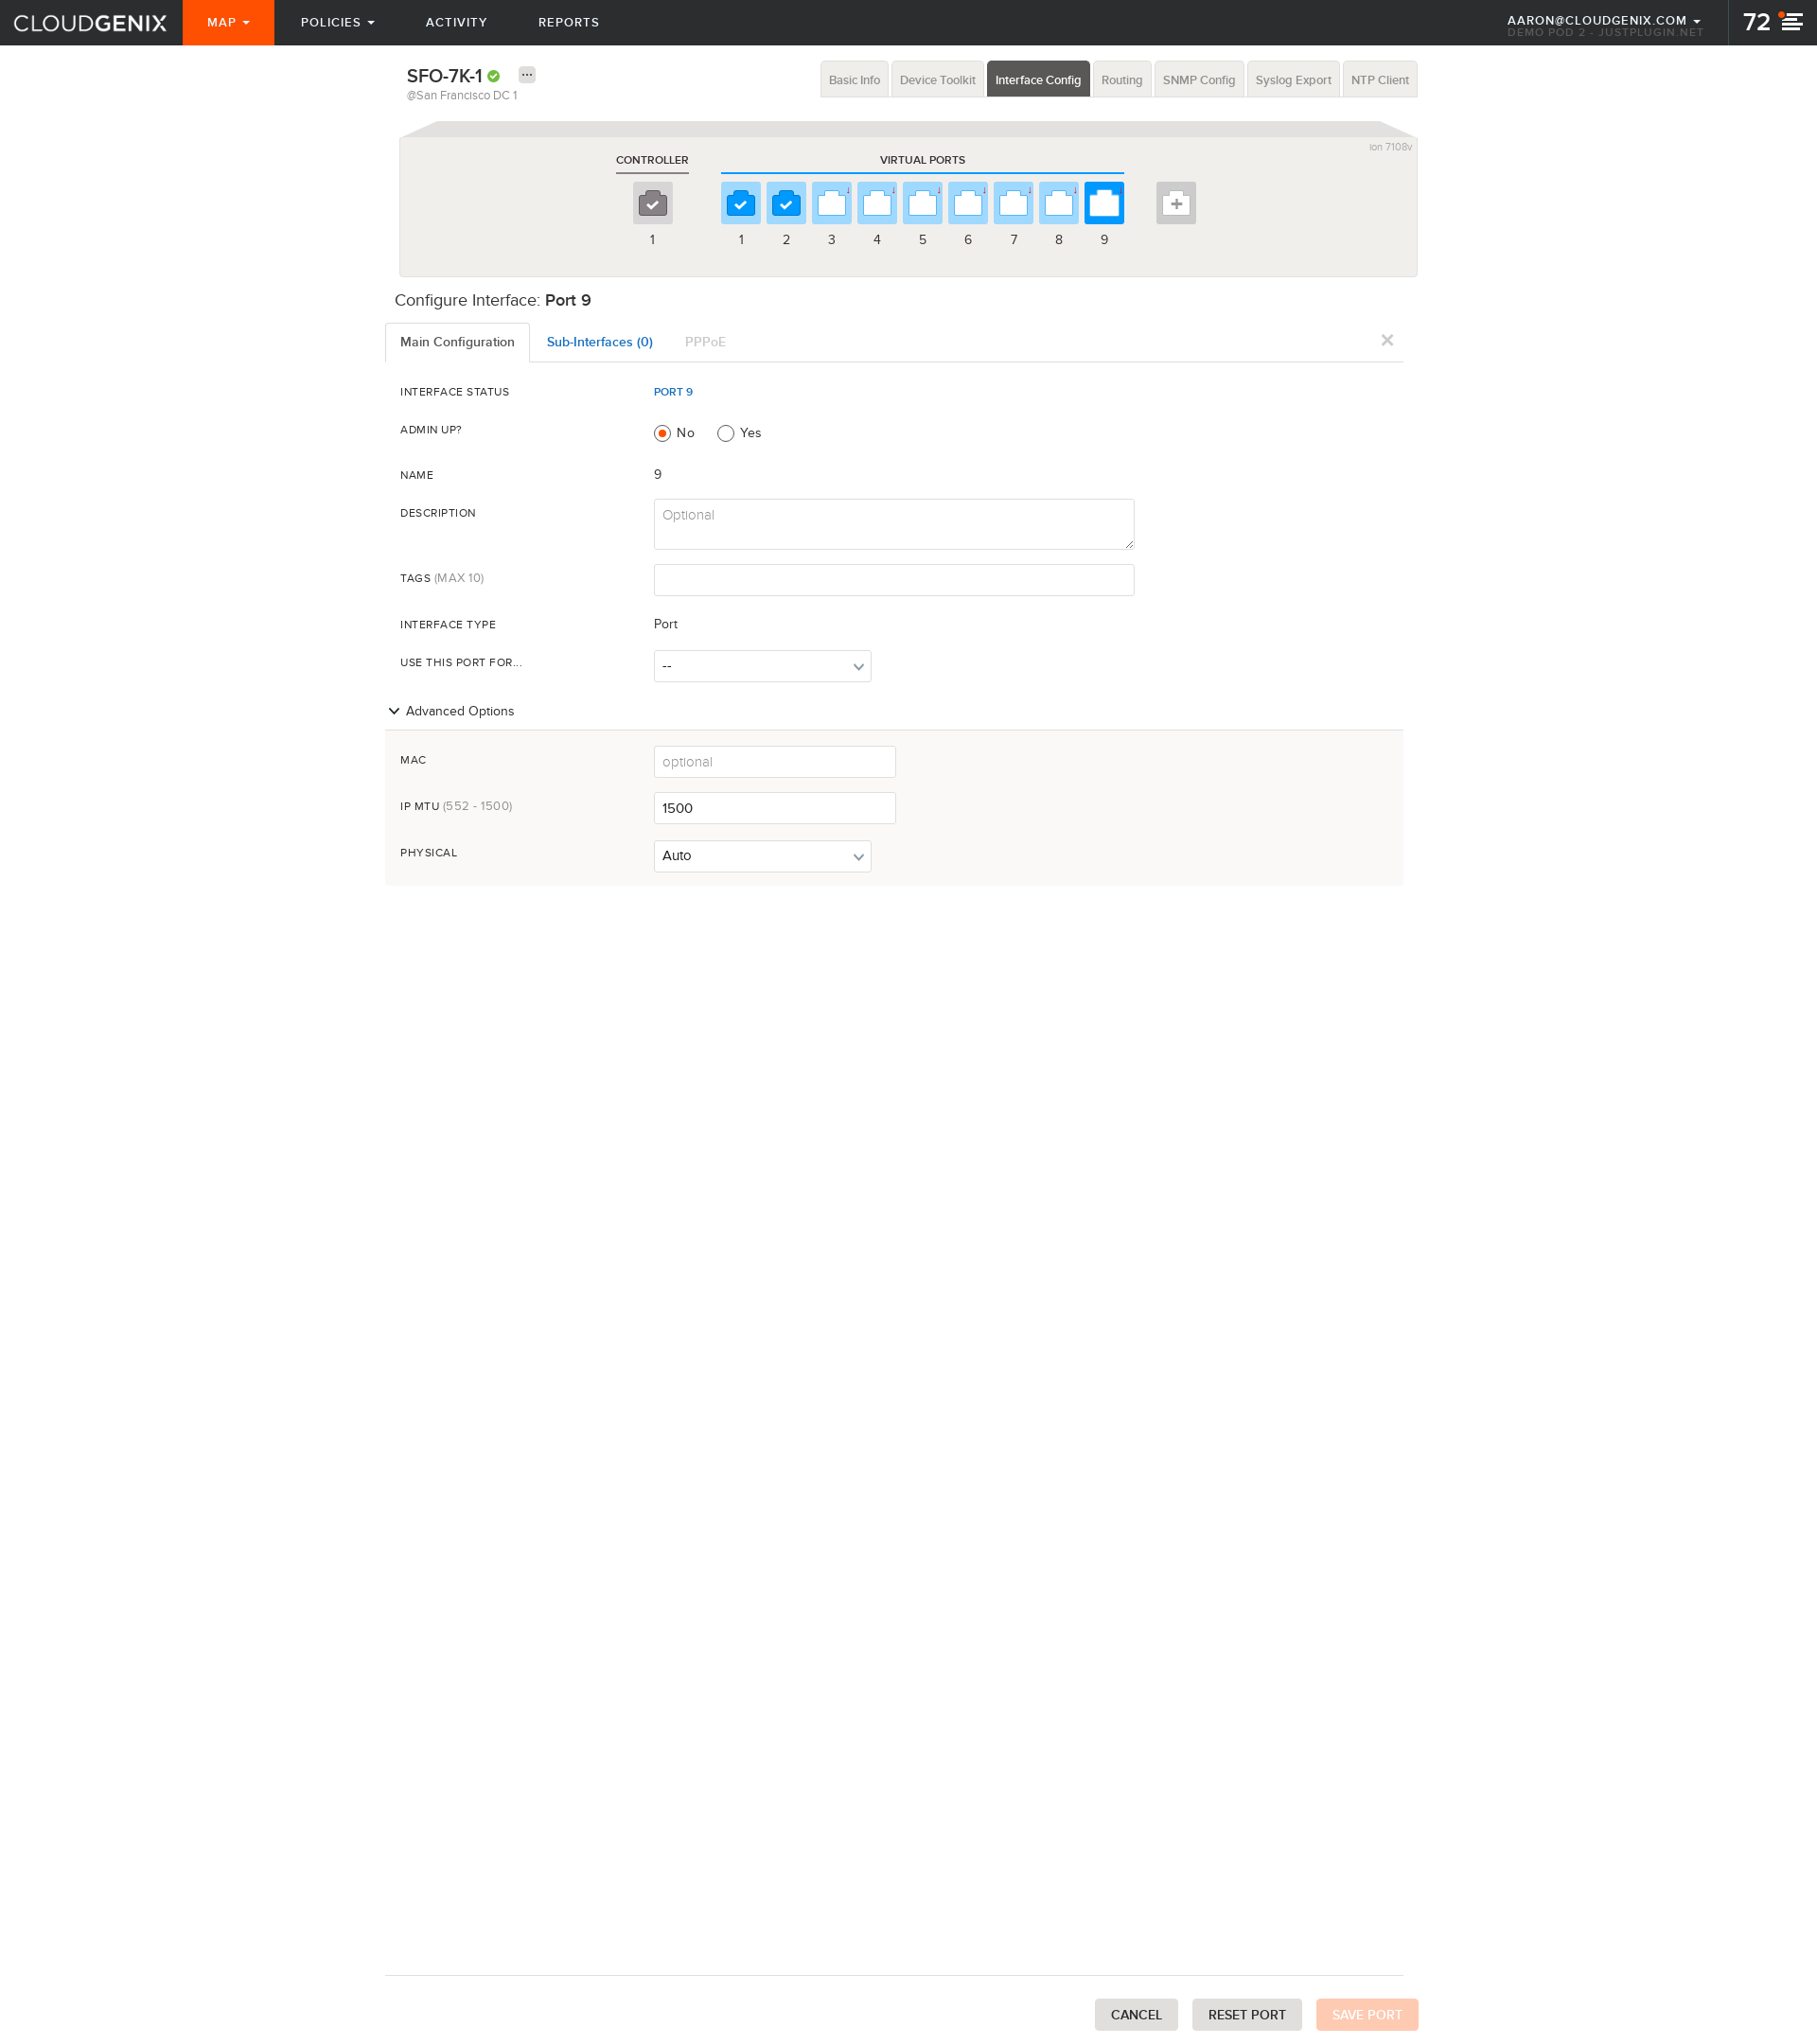 CLOUDGENIX MAP POLICIES ACTIVITY REPORTS AARON@CLOUDGENIX.COM 72
DEMO POD 2 - JUSTPLUGIN.NET
SFO-7K-1 ...
@San Francisco DC 1
Basic Info Device Toolkit Interface Config Routing SNMP Config Syslog Export NTP Client
ion 7108v
CONTROLLER VIRTUAL PORTS
1 1 2 3 4 5 6 7 8 9
Configure Interface: Port 9
Main Configuration Sub-Interfaces (0) PPPoE
INTERFACE STATUS PORT 9
ADMIN UP? No Yes
NAME 9
DESCRIPTION Optional
TAGS (MAX 10)
INTERFACE TYPE Port
USE THIS PORT FOR... --
Advanced Options
MAC optional
IP MTU (552 - 1500) 1500
PHYSICAL Auto
CANCEL RESET PORT SAVE PORT